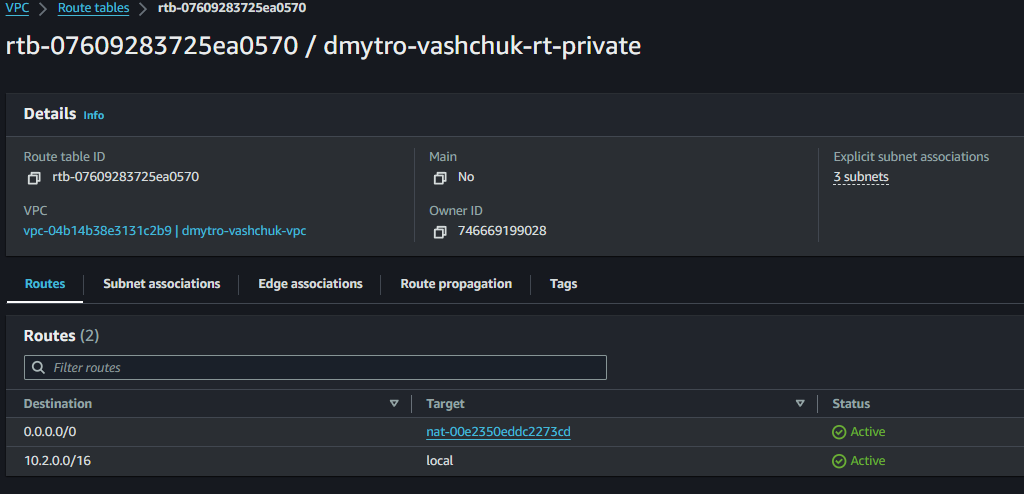 VPC > Route tables > rtb-07609283725ea0570
rtb-07609283725ea0570 / dmytro-vashchuk-rt-private
Details Info
Route table ID
rtb-07609283725ea0570
Main
No
Explicit subnet associations
3 subnets
VPC
vpc-04b14b38e3131c2b9 | dmytro-vashchuk-vpc
Owner ID
746669199028
Routes Subnet associations Edge associations Route propagation Tags
Routes (2)
Filter routes
Destination Target Status
0.0.0.0/0 nat-00e2350eddc2273cd Active
10.2.0.0/16 local Active